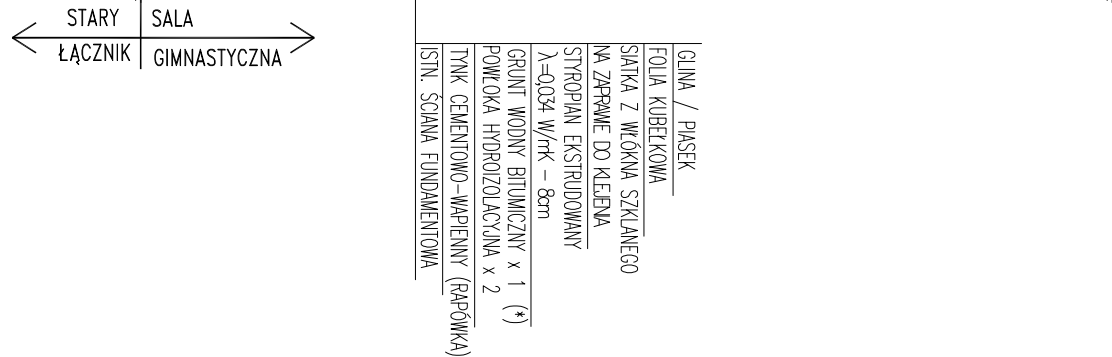 STARY SALA
ŁĄCZNIK GIMNASTYCZNA
GLINA / PIASEK
FOLIA KUBEŁKOWA
SIATKA Z WŁÓKNA SZKLANEGO
NA ZAPRAWIE DO KLEJENIA
STYROPIAN EKSTRUDOWANY
λ=0,034 W/mK - 8cm
GRUNT WODNY BITUMICZNY x 1 (*)
POWŁOKA HYDROIZOLACYJNA x 2
TYNK CEMENTOWO-WAPIENNY (RAPÓWKA)
ISTN. ŚCIANA FUNDAMENTOWA